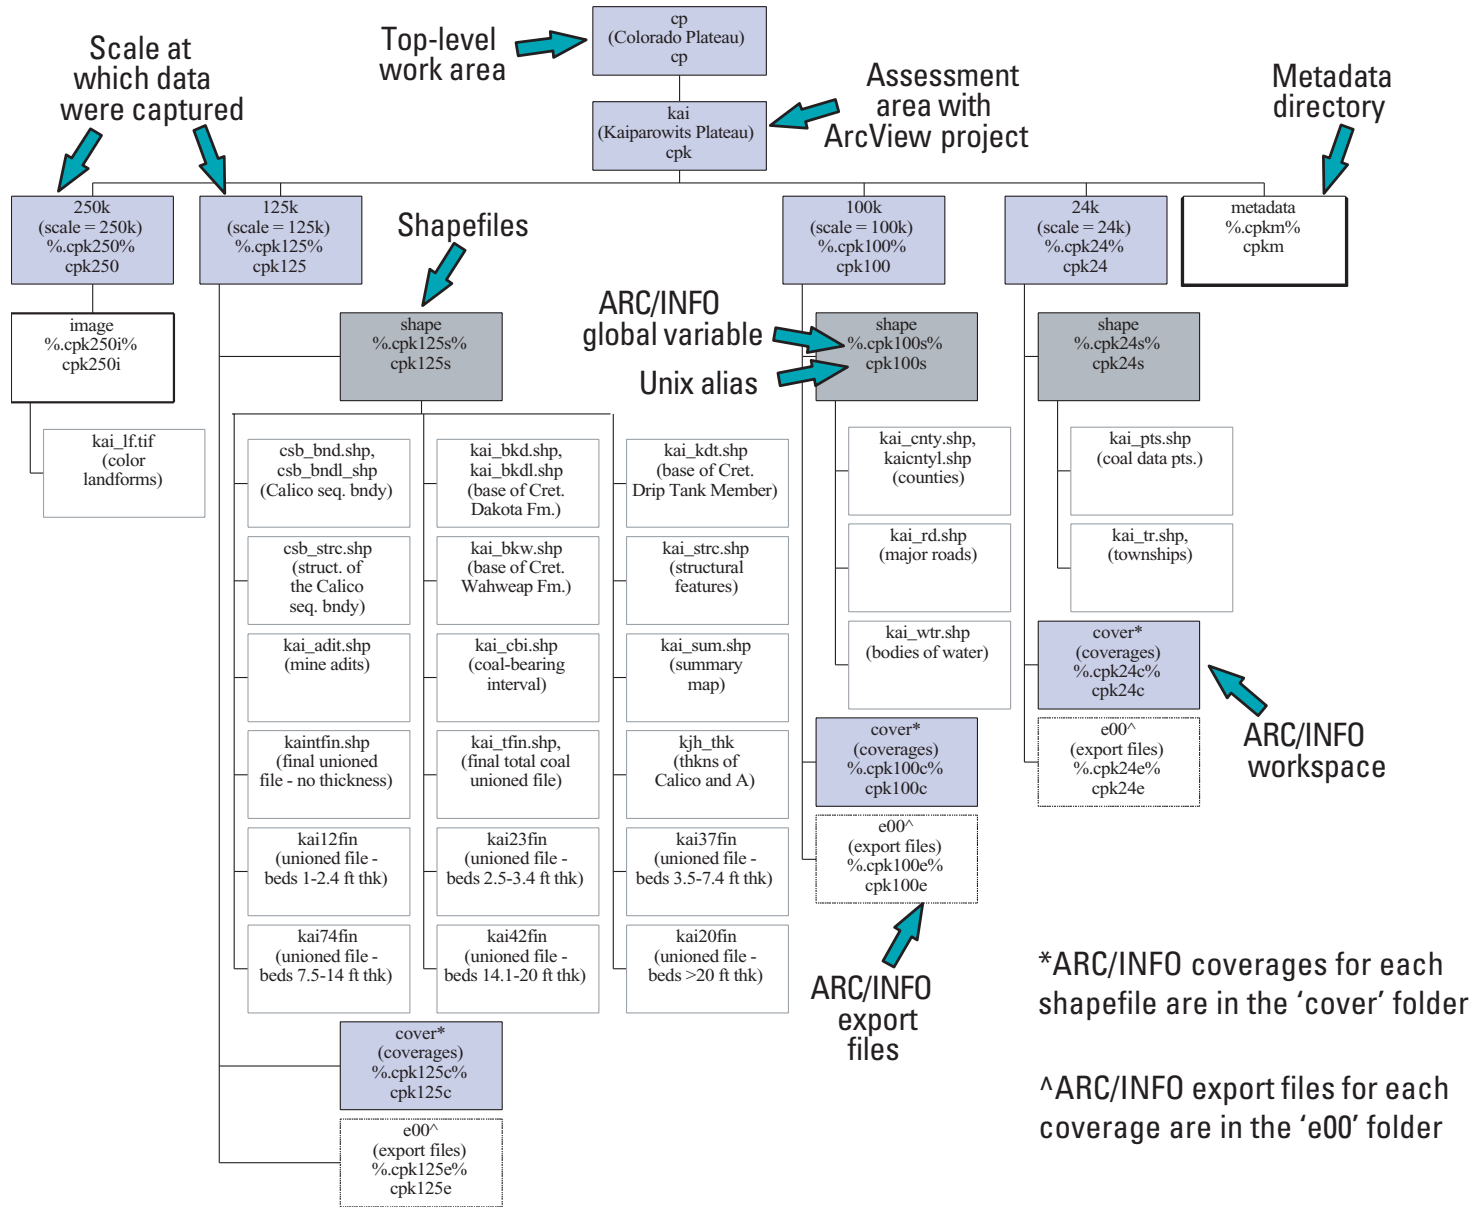 cp
(Colorado Plateau)
cp
Top-level
work area
Scale at
which data
were captured
kai
(Kaiparowits Plateau)
cpk
Assessment
area with
ArcView project
Metadata
directory
250k
(scale = 250k)
%.cpk250%
cpk250
125k
(scale = 125k)
%.cpk125%
cpk125
100k
(scale = 100k)
%.cpk100%
cpk100
24k
(scale = 24k)
%.cpk24%
cpk24
metadata
%.cpkm%
cpkm
Shapefiles
image
%.cpk250i%
cpk250i
shape
%.cpk125s%
cpk125s
ARC/INFO
global variable
Unix alias
shape
%.cpk100s%
cpk100s
shape
%.cpk24s%
cpk24s
kai_lf.tif
(color
landforms)
csb_bnd.shp,
csb_bndl_shp
(Calico seq. bndy)
kai_bkd.shp,
kai_bkdl.shp
(base of Cret.
Dakota Fm.)
kai_kdt.shp
(base of Cret.
Drip Tank Member)
kai_cnty.shp,
kaicntyl.shp
(counties)
kai_pts.shp
(coal data pts.)
csb_strc.shp
(struct. of
the Calico
seq. bndy)
kai_bkw.shp
(base of Cret.
Wahweap Fm.)
kai_strc.shp
(structural
features)
kai_rd.shp
(major roads)
kai_tr.shp,
(townships)
kai_adit.shp
(mine adits)
kai_cbi.shp
(coal-bearing
interval)
kai_sum.shp
(summary
map)
kai_wtr.shp
(bodies of water)
cover*
(coverages)
%.cpk24c%
cpk24c
kaintfin.shp
(final unioned
file - no thickness)
kai_tfin.shp,
(final total coal
unioned file)
kjh_thk
(thkns of
Calico and A)
cover*
(coverages)
%.cpk100c%
cpk100c
e00^
(export files)
%.cpk24e%
cpk24e
ARC/INFO
workspace
kai12fin
(unioned file -
beds 1-2.4 ft thk)
kai23fin
(unioned file -
beds 2.5-3.4 ft thk)
kai37fin
(unioned file -
beds 3.5-7.4 ft thk)
e00^
(export files)
%.cpk100e%
cpk100e
kai74fin
(unioned file -
beds 7.5-14 ft thk)
kai42fin
(unioned file -
beds 14.1-20 ft thk)
kai20fin
(unioned file -
beds >20 ft thk)
ARC/INFO
export
files
*ARC/INFO coverages for each
shapefile are in the ‘cover’ folder
cover*
(coverages)
%.cpk125c%
cpk125c
^ARC/INFO export files for each
coverage are in the ‘e00’ folder
e00^
(export files)
%.cpk125e%
cpk125e